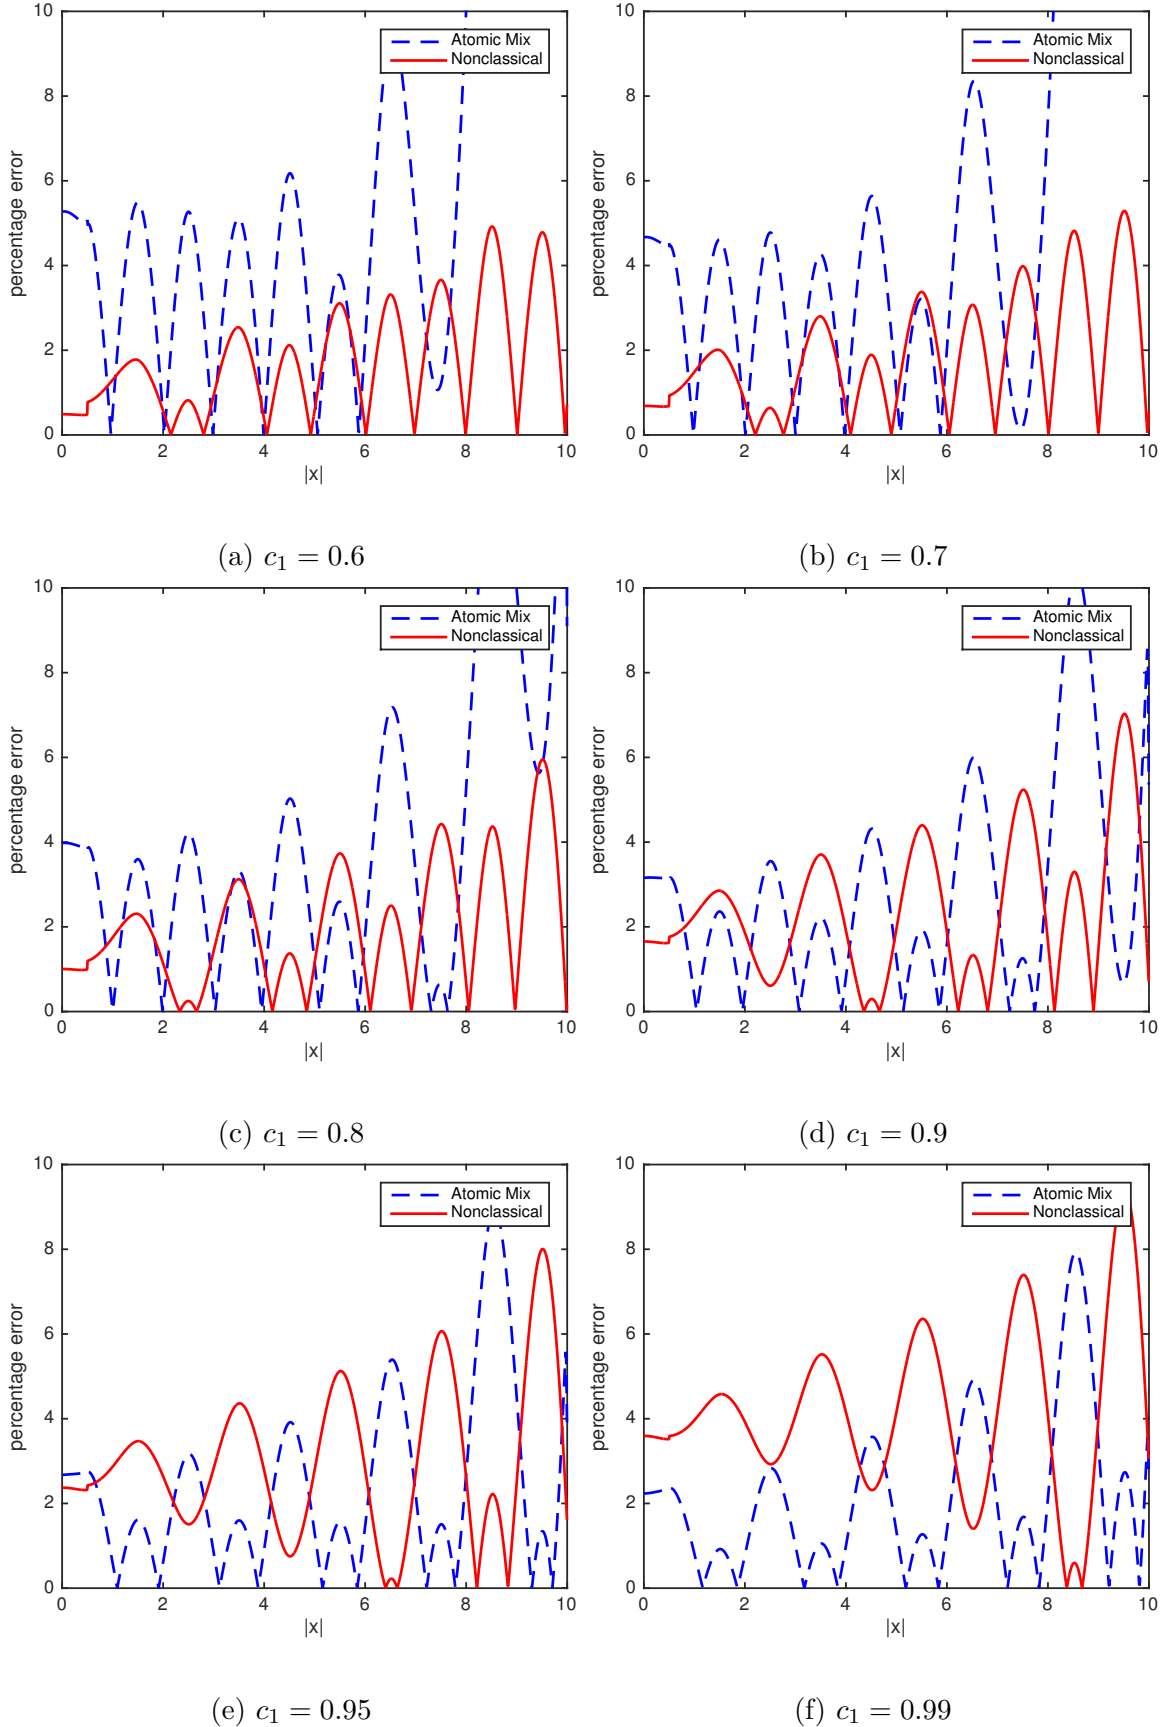 10
8
6
4
2
0
percentage error
Atomic Mix
Nonclassical
0 2 4 6 8 10
|x|
(a) c₁ = 0.6
10
8
6
4
2
0
percentage error
Atomic Mix
Nonclassical
0 2 4 6 8 10
|x|
(b) c₁ = 0.7
10
8
6
4
2
0
percentage error
Atomic Mix
Nonclassical
0 2 4 6 8 10
|x|
(c) c₁ = 0.8
10
8
6
4
2
0
percentage error
Atomic Mix
Nonclassical
0 2 4 6 8 10
|x|
(d) c₁ = 0.9
10
8
6
4
2
0
percentage error
Atomic Mix
Nonclassical
0 2 4 6 8 10
|x|
(e) c₁ = 0.95
10
8
6
4
2
0
percentage error
Atomic Mix
Nonclassical
0 2 4 6 8 10
|x|
(f) c₁ = 0.99